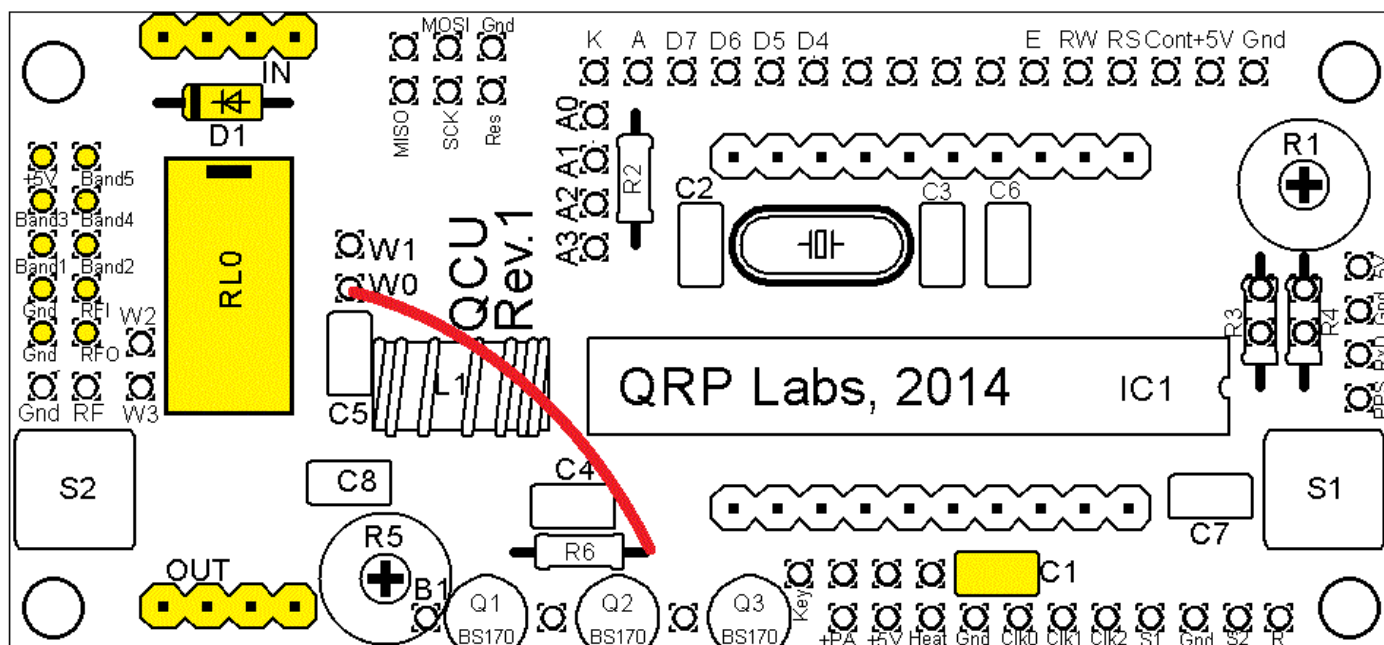 MOSI Gnd
IN
K A D7 D6 D5 D4 E RW RS Cont +5V Gnd
D1
MISO SCK Res
A0
A1
A2
A3
R2
R1
C2 C3 C6
+5V Band5
Band3 Band4
Band1 Band2
Gnd RFI
Gnd RFO
W2
Gnd RF W3
RL0
W1
W0
QCU
Rev.1
5V
Gnd
RxD
PPS
R3 R4
C5
L1
QRP Labs, 2014 IC1
S2
C8
C4
S1
C7
R5
R6
OUT
B1
Q1
BS170
Q2
BS170
Q3
BS170
Key
C1
+PA +5V Heat Gnd Clk0 Clk1 Clk2 S1 Gnd S2 R